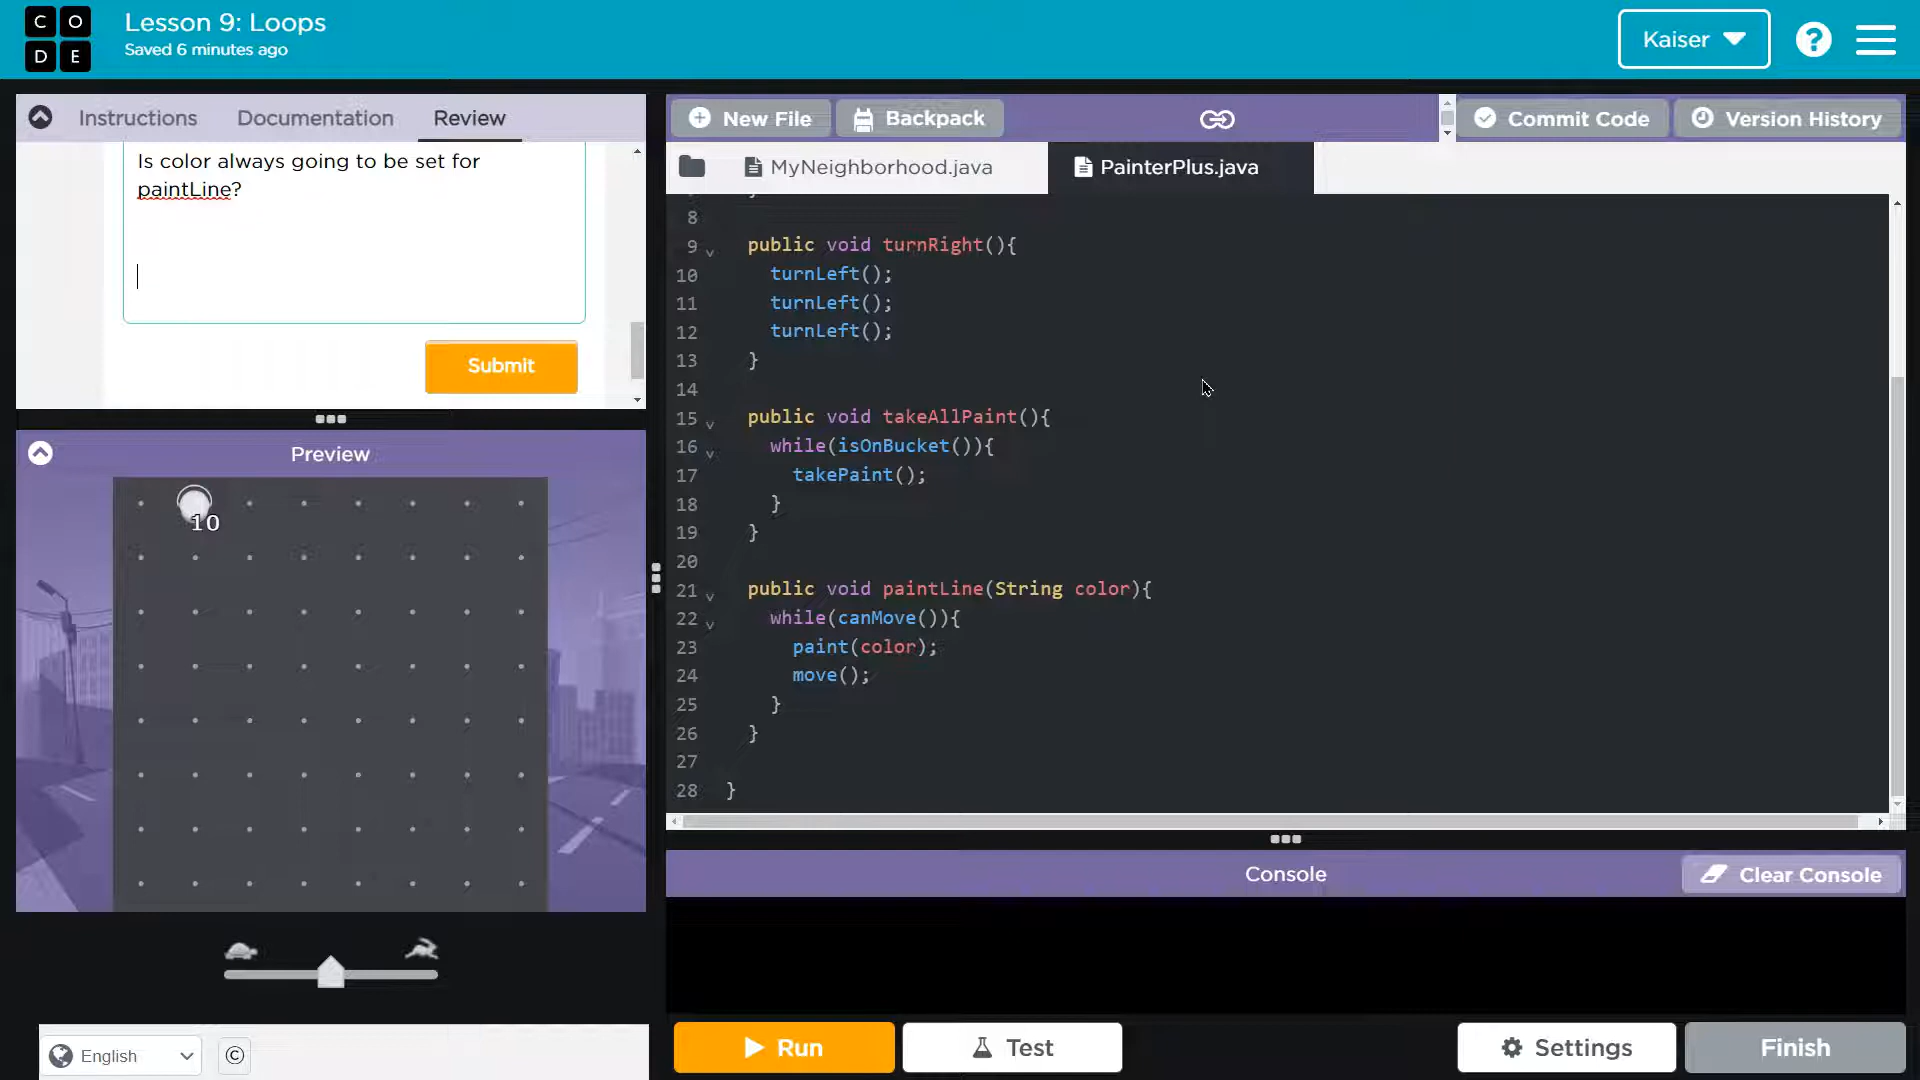 C O
D E
Lesson 9: Loops
Saved 6 minutes ago
Kaiser
?
Instructions
Documentation
Review
Is color always going to be set for
paintLine?
Submit
Preview
10
English
©
New File
Backpack
Commit Code
Version History
MyNeighborhood.java
PainterPlus.java
8
9 public void turnRight(){
10 turnLeft();
11 turnLeft();
12 turnLeft();
13 }
14
15 public void takeAllPaint(){
16 while(isOnBucket()){
17 takePaint();
18 }
19 }
20
21 public void paintLine(String color){
22 while(canMove()){
23 paint(color);
24 move();
25 }
26 }
27
28 }
Console
Clear Console
Run
Test
Settings
Finish